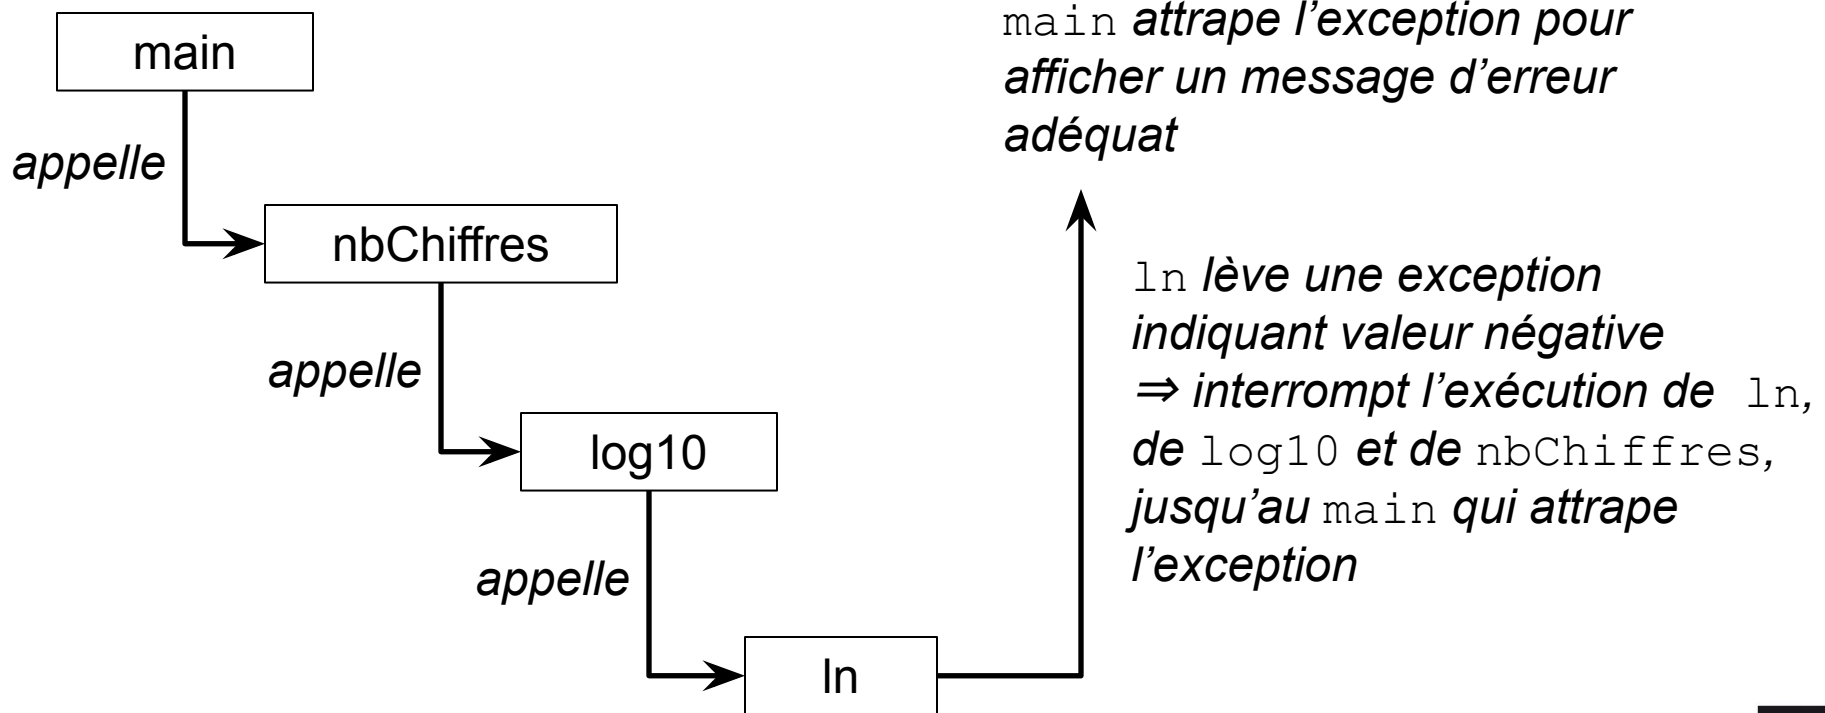 main
appelle
nbChiffres
appelle
log10
appelle
ln
main attrape l’exception pour
afficher un message d’erreur
adéquat
ln lève une exception
indiquant valeur négative
⇒ interrompt l’exécution de ln,
de log10 et de nbChiffres,
jusqu’au main qui attrape
l’exception